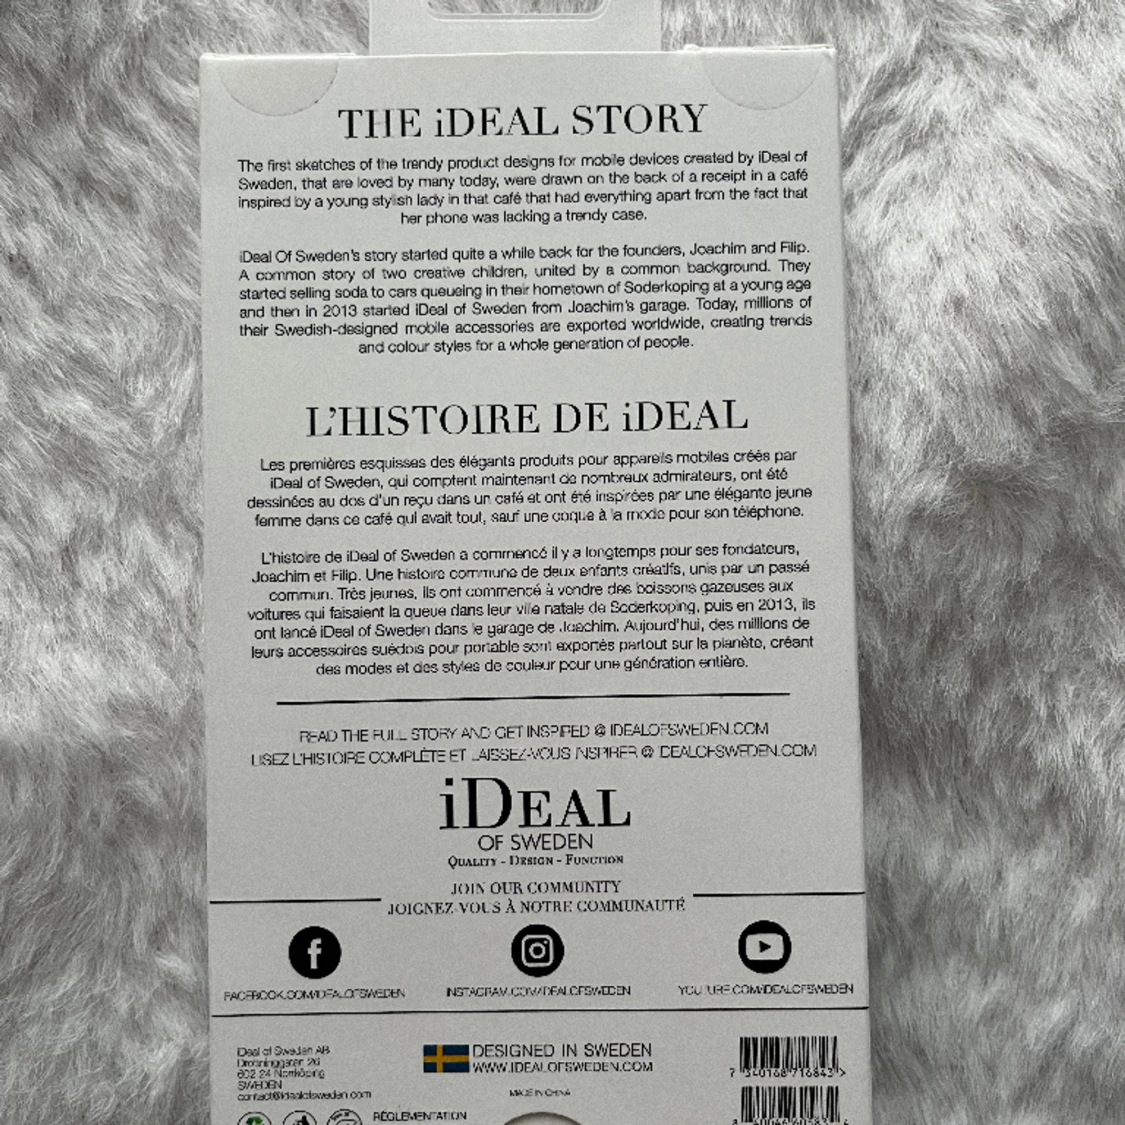 THE iDEAL STORY
The first sketches of the trendy product designs for mobile devices created by iDeal of
Sweden, that are loved by many today, were drawn on the back of a receipt in a café
inspired by a young stylish lady in that café that had everything apart from the fact that
her phone was lacking a trendy case.
iDeal Of Sweden's story started quite a while back for the founders, Joachim and Filip.
A common story of two creative children, united by a common background. They
started selling soda to cars queueing in their hometown of Soderkoping at a young age
and then in 2013 started iDeal of Sweden from Joachim's garage. Today, millions of
their Swedish-designed mobile accessories are exported worldwide, creating trends
and colour styles for a whole generation of people.
L'HISTOIRE DE iDEAL
Les premières esquisses des élégants produits pour appareils mobiles créés par
iDeal of Sweden, qui comptent maintenant de nombreux admirateurs, ont été
dessinées au dos d'un reçu dans un café et ont été inspirées par une élégante jeune
femme dans ce café qui avait tout, sauf une coque à la mode pour son téléphone.
L'histoire de iDeal of Sweden a commencé il y a longtemps pour ses fondateurs,
Joachim et Filip. Une histoire commune de deux enfants créatifs, unis par un passé
commun. Très jeunes, ils ont commencé à vendre des boissons gazeuses aux
voitures qui faisaient la queue dans leur ville natale de Soderkoping, puis en 2013, ils
ont lancé iDeal of Sweden dans le garage de Joachim. Aujourd'hui, des millions de
leurs accessoires suédois pour portable sont exportés partout sur la planète, créant
des modes et des styles de couleur pour une génération entière.
READ THE FULL STORY AND GET INSPIRED @ IDEALOFSWEDEN.COM
LISEZ L'HISTOIRE COMPLÈTE ET LAISSEZ-VOUS INSPIRER @ IDEALOFSWEDEN.COM
iDEAL
OF SWEDEN
QUALITY - DESIGN - FUNCTION
JOIN OUR COMMUNITY
JOIGNEZ-VOUS À NOTRE COMMUNAUTÉ
FACEBOOK.COM/IDEALOFSWEDEN
INSTAGRAM.COM/IDEALOFSWEDEN
YOUTUBE.COM/IDEALOFSWEDEN
iDeal of Sweden AB
Drottninggatan 26
602 24 Norrköping
SWEDEN
contact@idealofsweden.com
DESIGNED IN SWEDEN
WWW.IDEALOFSWEDEN.COM
MADE IN CHINA
7 340168 716843 >
RÈGLEMENTATION